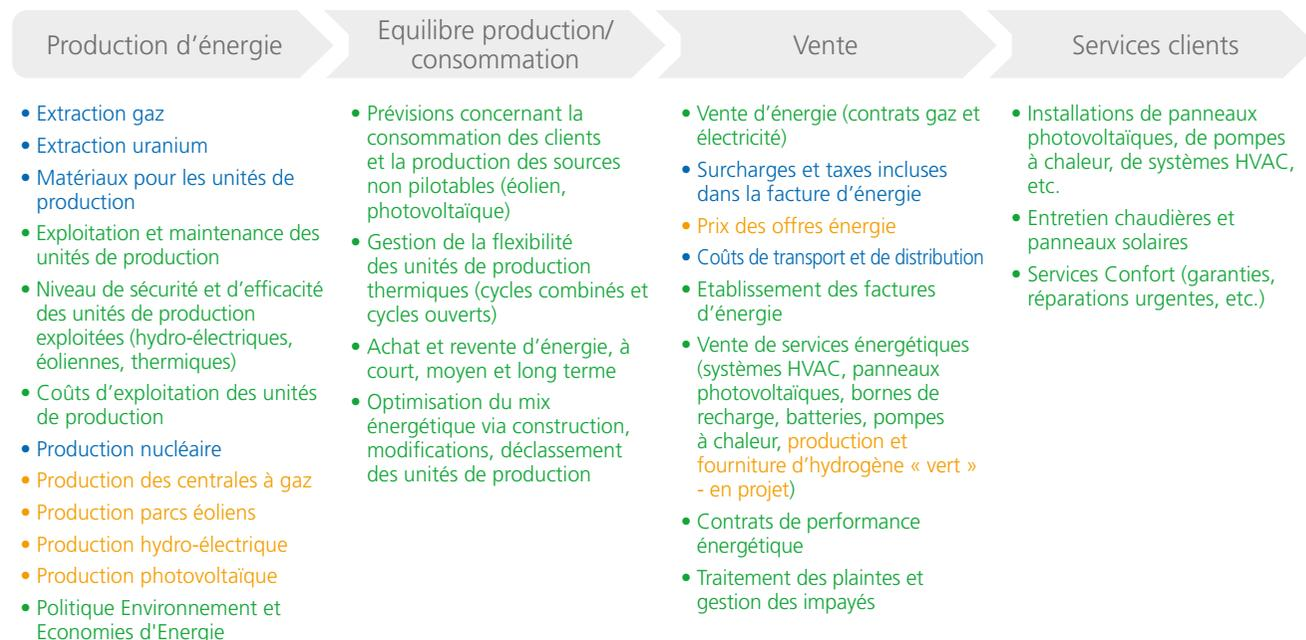 Production d’énergie
Equilibre production/
consommation
Vente
Services clients
• Extraction gaz
• Extraction uranium
• Matériaux pour les unités de
production
• Exploitation et maintenance des
unités de production
• Niveau de sécurité et d’efficacité
des unités de production
exploitées (hydro-électriques,
éoliennes, thermiques)
• Coûts d’exploitation des unités
de production
• Production nucléaire
• Production des centrales à gaz
• Production parcs éoliens
• Production hydro-électrique
• Production photovoltaïque
• Politique Environnement et
Economies d'Energie
• Prévisions concernant la
consommation des clients
et la production des sources
non pilotables (éolien,
photovoltaïque)
• Gestion de la flexibilité
des unités de production
thermiques (cycles combinés et
cycles ouverts)
• Achat et revente d’énergie, à
court, moyen et long terme
• Optimisation du mix
énergétique via construction,
modifications, déclassement
des unités de production
• Vente d’énergie (contrats gaz et
électricité)
• Surcharges et taxes incluses
dans la facture d’énergie
• Prix des offres énergie
• Coûts de transport et de distribution
• Etablissement des factures
d’énergie
• Vente de services énergétiques
(systèmes HVAC, panneaux
photovoltaïques, bornes de
recharge, batteries, pompes
à chaleur, production et
fourniture d’hydrogène « vert »
- en projet)
• Contrats de performance
énergétique
• Traitement des plaintes et
gestion des impayés
• Installations de panneaux
photovoltaïques, de pompes
à chaleur, de systèmes HVAC,
etc.
• Entretien chaudières et
panneaux solaires
• Services Confort (garanties,
réparations urgentes, etc.)